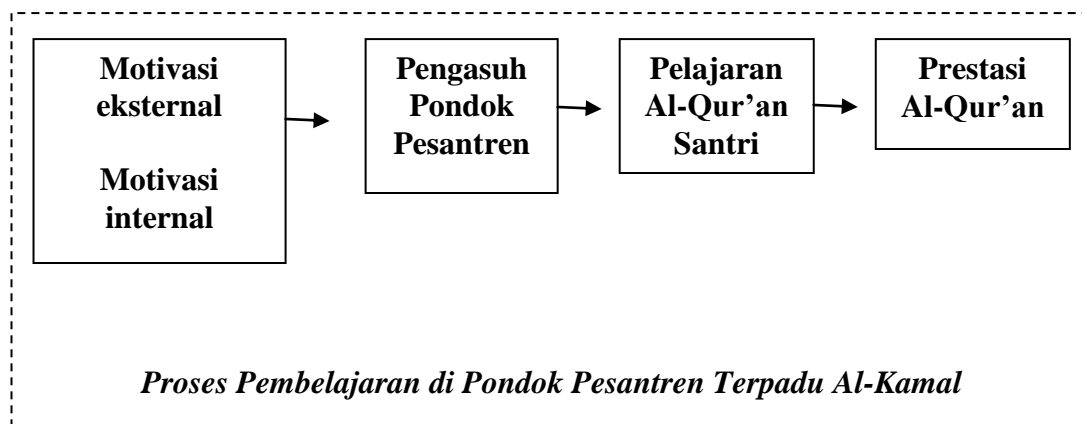 Motivasi
eksternal
Motivasi
internal
Pengasuh
Pondok
Pesantren
Pelajaran
Al-Qur’an
Santri
Prestasi
Al-Qur’an
Proses Pembelajaran di Pondok Pesantren Terpadu Al-Kamal